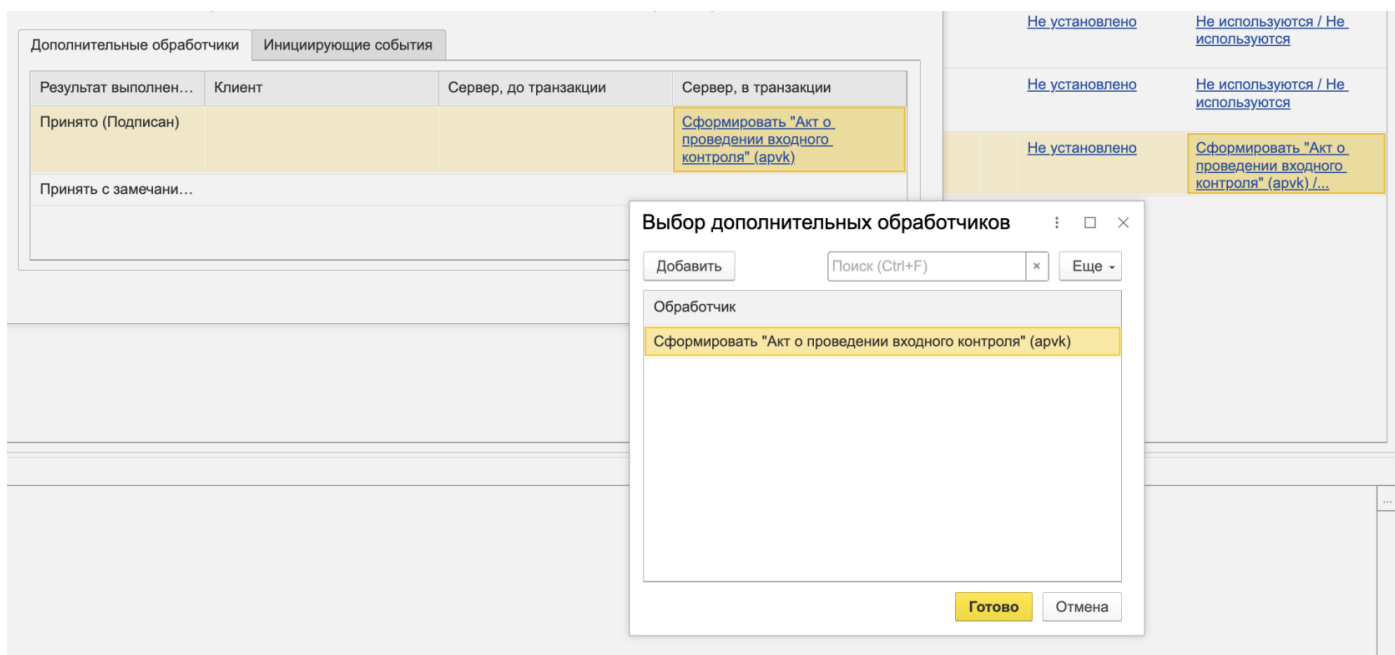 Не установлено
Не используются / Не
используются
Дополнительные обработчики
Инициирующие события
Результат выполнен...
Клиент
Сервер, до транзакции
Сервер, в транзакции
Не установлено
Не используются / Не
используются
Принято (Подписан)
Сформировать "Акт о
проведении входного
контроля" (apvk)
Не установлено
Сформировать "Акт о
проведении входного
контроля" (apvk) /...
Принять с замечани...
Выбор дополнительных обработчиков
Добавить
Поиск (Ctrl+F)
×
Еще
Обработчик
Сформировать "Акт о проведении входного контроля" (apvk)
...
Готово
Отмена